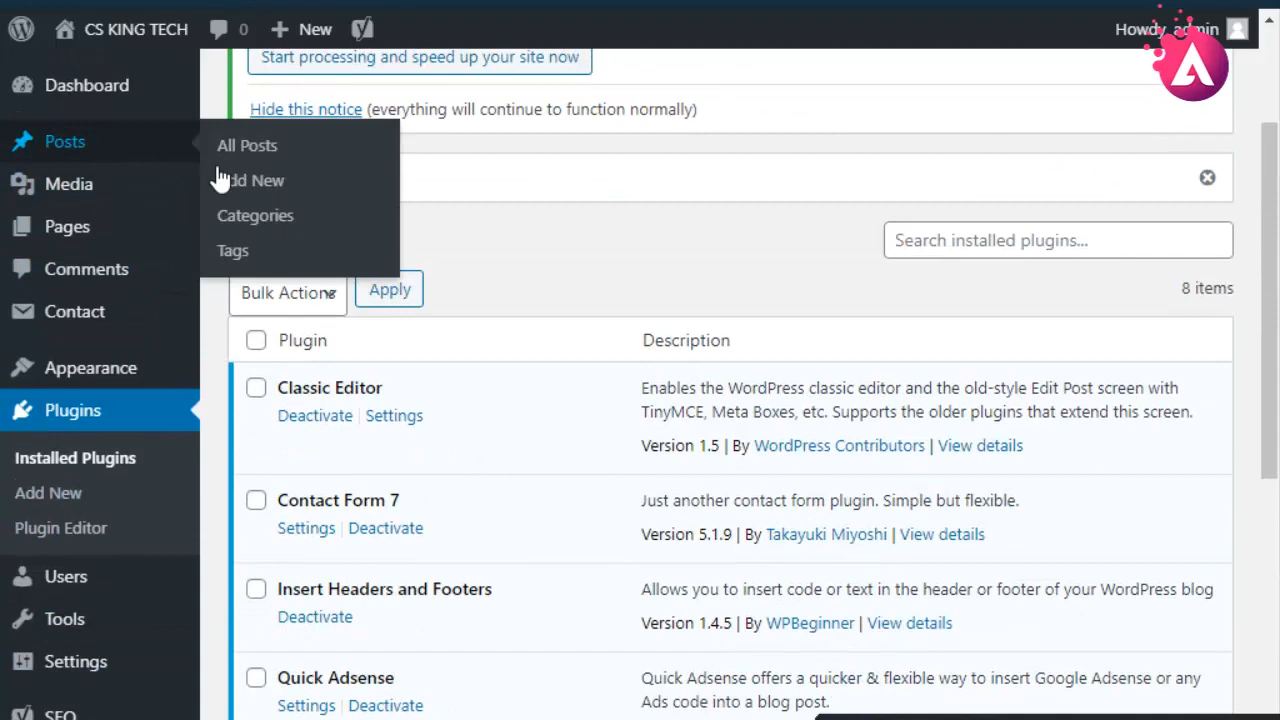 CS KING TECH 0 New Howdy, admin
Start processing and speed up your site now
Hide this notice (everything will continue to function normally)
Dashboard
Posts
Media
Pages
Comments
Contact
Appearance
Plugins
Installed Plugins
Add New
Plugin Editor
Users
Tools
Settings
SEO
All Posts
Add New
Categories
Tags
Search installed plugins...
Bulk Actions Apply 8 items
Plugin Description
Classic Editor
Deactivate | Settings
Enables the WordPress classic editor and the old-style Edit Post screen with
TinyMCE, Meta Boxes, etc. Supports the older plugins that extend this screen.
Version 1.5 | By WordPress Contributors | View details
Contact Form 7
Settings | Deactivate
Just another contact form plugin. Simple but flexible.
Version 5.1.9 | By Takayuki Miyoshi | View details
Insert Headers and Footers
Deactivate
Allows you to insert code or text in the header or footer of your WordPress blog
Version 1.4.5 | By WPBeginner | View details
Quick Adsense
Settings | Deactivate
Quick Adsense offers a quicker & flexible way to insert Google Adsense or any
Ads code into a blog post.